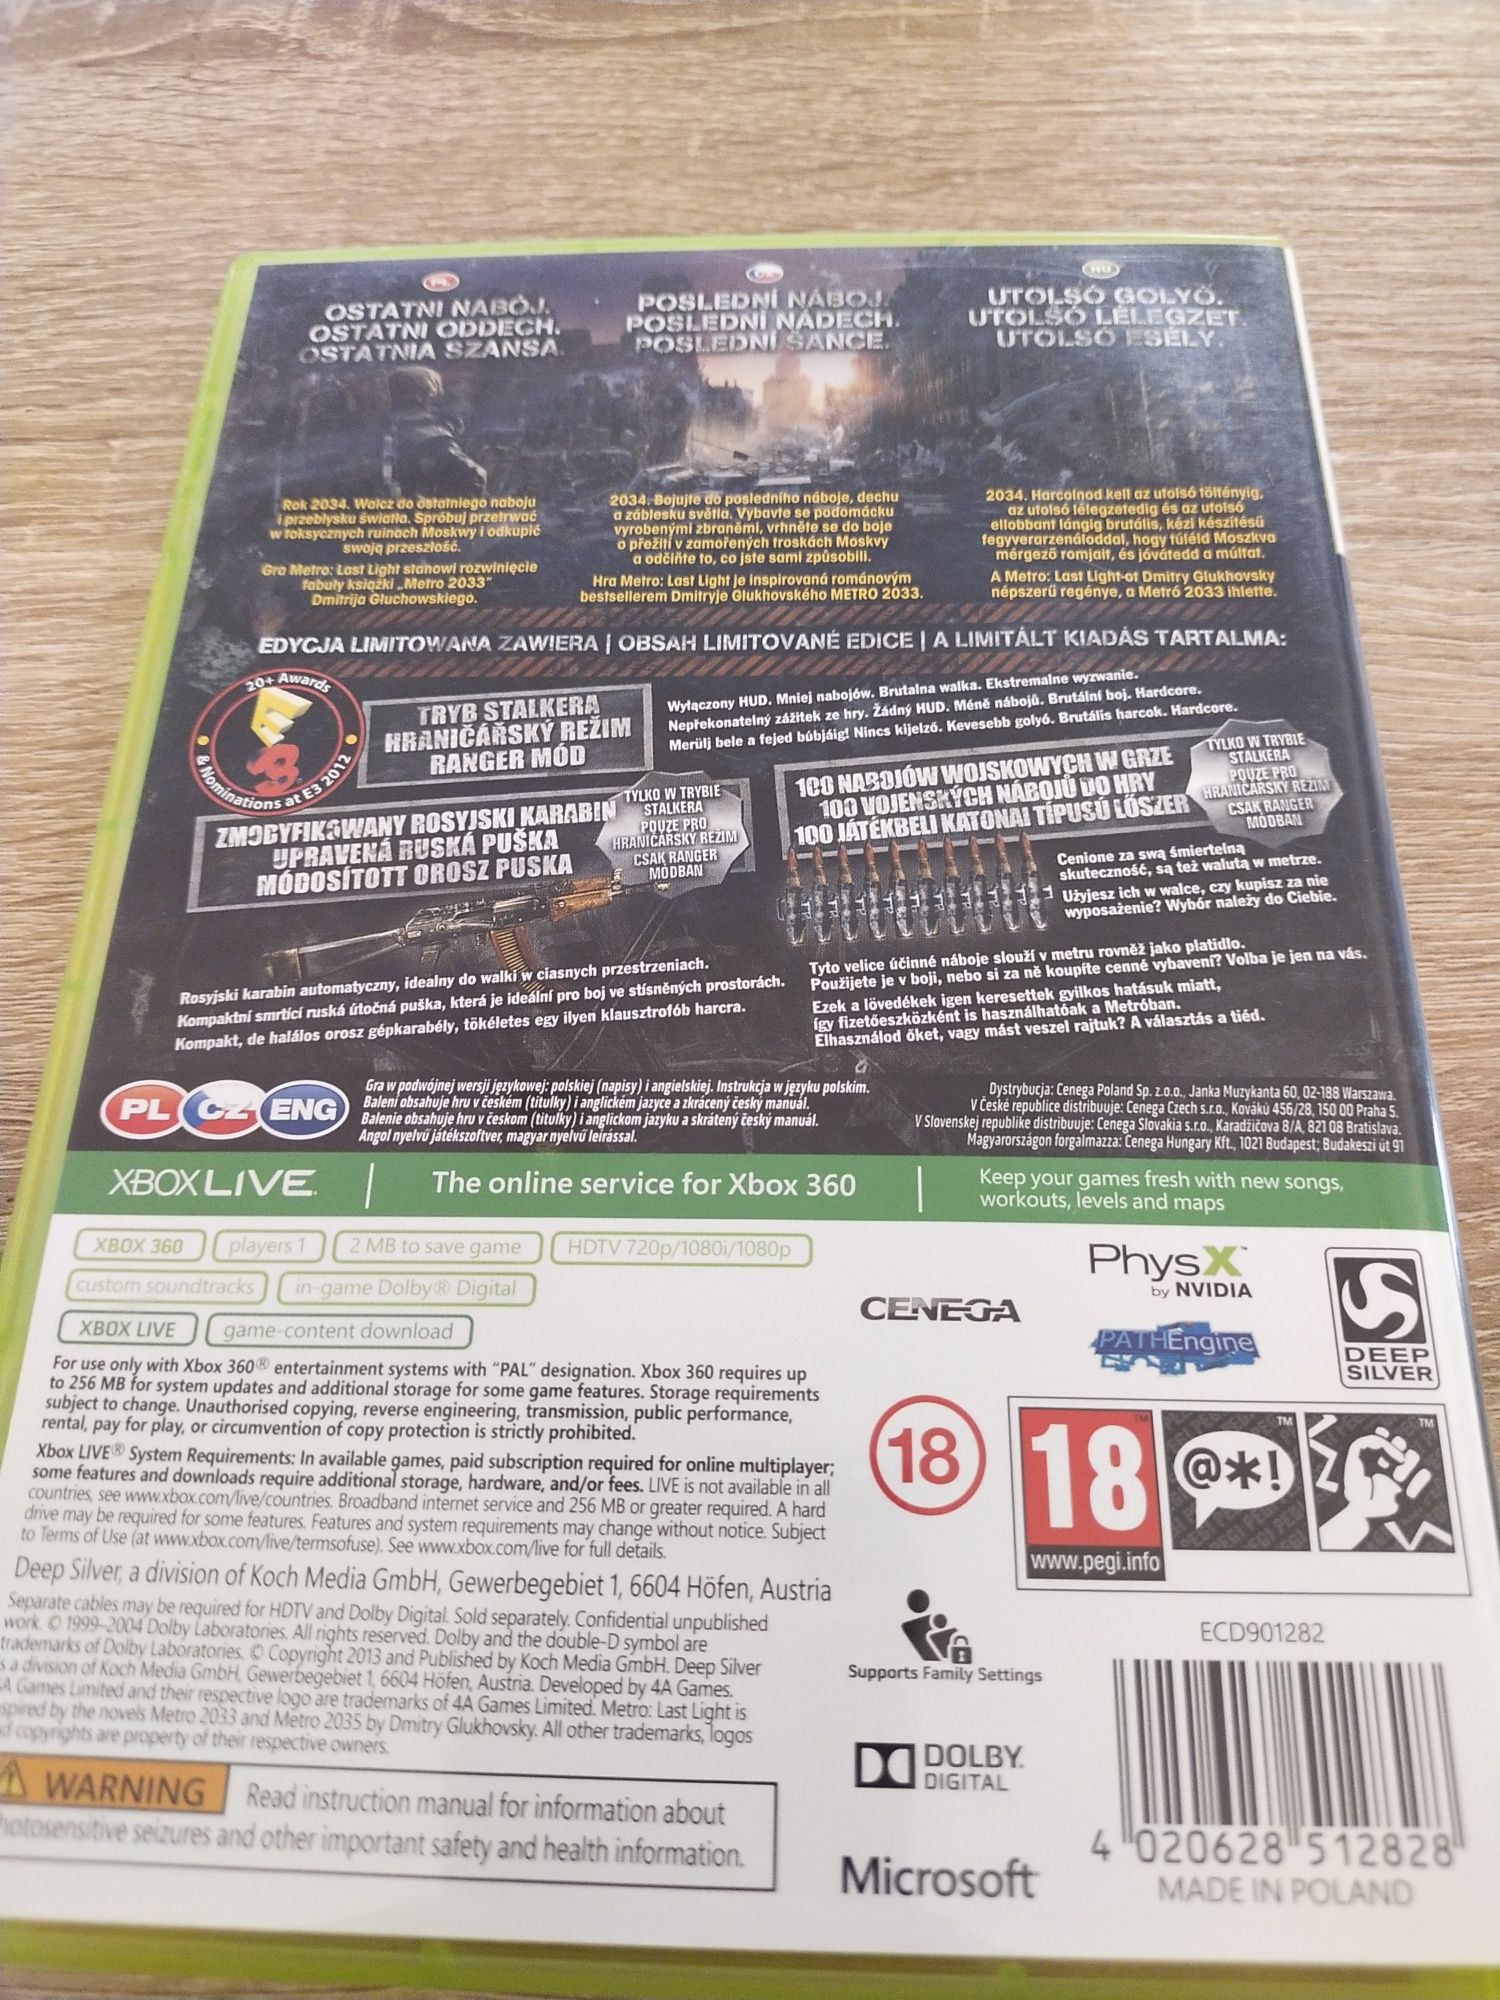 PL
OSTATNI NABÓJ.
OSTATNI ODDECH.
OSTATNIA SZANSA.
CZ
POSLEDNÍ NÁBOJ.
POSLEDNÍ NÁDECH.
POSLEDNÍ ŠANCE.
HU
UTOLSÓ GOLYÓ.
UTOLSÓ LÉLEGZET.
UTOLSÓ ESÉLY.
Rok 2034. Walcz do ostatniego naboju
i przebłysku światła. Spróbuj przetrwać
w toksycznych ruinach Moskwy i odkupić
swoją przeszłość.
Gra Metro: Last Light stanowi rozwinięcie
fabuły książki „Metro 2033”
Dmitrija Głuchowskiego.
2034. Bojujte do posledního náboje, dechu
a záblesku světla. Vybavte se podomácku
vyrobenými zbraněmi, vrhněte se do boje
o přežití v zamořených troskách Moskvy
a odčiňte to, co jste sami způsobili.
Hra Metro: Last Light je inspirovaná románovým
bestsellerem Dmitryje Glukhovského METRO 2033.
2034. Harcolnod kell az utolsó töltényig,
az utolsó lélegzetedig és az utolsó
ellobbant lángig brutális, kézi készítésű
fegyverarzenáloddal, hogy túléld Moszkva
mérgező romjait, és jóvátedd a múltat.
A Metro: Last Light-ot Dmitry Glukhovsky
népszerű regénye, a Metró 2033 ihlette.
EDYCJA LIMITOWANA ZAWIERA | OBSAH LIMITOVANÉ EDICE | A LIMITÁLT KIADÁS TARTALMA:
20+ Awards
E3
& Nominations at E3 2012
TRYB STALKERA
HRANIČÁŘSKÝ REŽIM
RANGER MÓD
Wyłączony HUD. Mniej nabojów. Brutalna walka. Ekstremalne wyzwanie.
Nepřekonatelný zážitek ze hry. Žádný HUD. Méně nábojů. Brutální boj. Hardcore.
Merülj bele a fejed búbjáig! Nincs kijelző. Kevesebb golyó. Brutális harcok. Hardcore.
ZMODYFIKOWANY ROSYJSKI KARABIN
UPRAVENÁ RUSKÁ PUŠKA
MÓDOSÍTOTT OROSZ PUSKA
TYLKO W TRYBIE
STALKERA
POUZE PRO
HRANIČÁŘSKÝ REŽIM
CSAK RANGER
MÓDBAN
100 NABOJÓW WOJSKOWYCH W GRZE
100 VOJENSKÝCH NÁBOJŮ DO HRY
100 JÁTÉKBELI KATONAI TÍPUSÚ LŐSZER
TYLKO W TRYBIE
STALKERA
POUZE PRO
HRANIČÁŘSKÝ REŽIM
CSAK RANGER
MÓDBAN
Cenione za swą śmiertelną
skuteczność, są też walutą w metrze.
Użyjesz ich w walce, czy kupisz za nie
wyposażenie? Wybór należy do Ciebie.
Rosyjski karabin automatyczny, idealny do walki w ciasnych przestrzeniach.
Kompaktní smrtící ruská útočná puška, která je ideální pro boj ve stísněných prostorách.
Kompakt, de halálos orosz gépkarabély, tökéletes egy ilyen klausztrofób harcra.
Tyto velice účinné náboje slouží v metru rovněž jako platidlo.
Použijete je v boji, nebo si za ně koupíte cenné vybavení? Volba je jen na vás.
Ezek a lövedékek igen keresettek gyilkos hatásuk miatt,
így fizetőeszközként is használhatóak a Metróban.
Elhasználod őket, vagy mást veszel rajtuk? A választás a tiéd.
PL CZ ENG
Gra w podwójnej wersji językowej: polskiej (napisy) i angielskiej. Instrukcja w języku polskim.
Balení obsahuje hru v českém (titulky) i anglickém jazyce a zkrácený český manuál.
Balenie obsahuje hru v českom (titulky) i anglickom jazyku a skrátený český manuál.
Angol nyelvű játékszoftver, magyar nyelvű leírással.
Dystrybucja: Cenega Poland Sp. z.o.o., Janka Muzykanta 60, 02-188 Warszawa.
V České republice distribuuje: Cenega Czech s.r.o., Kováků 456/28, 150 00 Praha 5.
V Slovenskej republike distribuuje: Cenega Slovakia s.r.o., Karadžičova 8/A, 821 08 Bratislava.
Magyarországon forgalmazza: Cenega Hungary Kft., 1021 Budapest; Budakeszi út 91
XBOX LIVE. | The online service for Xbox 360 | Keep your games fresh with new songs,
workouts, levels and maps
XBOX 360 players 1 2 MB to save game HDTV 720p/1080i/1080p
custom soundtracks in-game Dolby® Digital
XBOX LIVE game-content download
CENEGA
PhysX™
by NVIDIA
PATHEngine
DEEP
SILVER
For use only with Xbox 360® entertainment systems with “PAL” designation. Xbox 360 requires up
to 256 MB for system updates and additional storage for some game features. Storage requirements
subject to change. Unauthorised copying, reverse engineering, transmission, public performance,
rental, pay for play, or circumvention of copy protection is strictly prohibited.
Xbox LIVE® System Requirements: In available games, paid subscription required for online multiplayer;
some features and downloads require additional storage, hardware, and/or fees. LIVE is not available in all
countries, see www.xbox.com/live/countries. Broadband internet service and 256 MB or greater required. A hard
drive may be required for some features. Features and system requirements may change without notice. Subject
to Terms of Use (at www.xbox.com/live/termsofuse). See www.xbox.com/live for full details.
Deep Silver, a division of Koch Media GmbH, Gewerbegebiet 1, 6604 Höfen, Austria
Separate cables may be required for HDTV and Dolby Digital. Sold separately. Confidential unpublished
work. © 1999-2004 Dolby Laboratories. All rights reserved. Dolby and the double-D symbol are
trademarks of Dolby Laboratories. © Copyright 2013 and Published by Koch Media GmbH. Deep Silver
a division of Koch Media GmbH, Gewerbegebiet 1, 6604 Höfen, Austria. Developed by 4A Games.
Games Limited and their respective logo are trademarks of 4A Games Limited. Metro: Last Light is
by the novels Metro 2033 and Metro 2035 by Dmitry Glukhovsky. All other trademarks, logos
copyrights are property of their respective owners.
WARNING Read instruction manual for information about
photosensitive seizures and other important safety and health information.
18
18™
www.pegi.info
@*!
™
™
Supports Family Settings
DOLBY.
DIGITAL
Microsoft
ECD901282
4 020628 512828
MADE IN POLAND